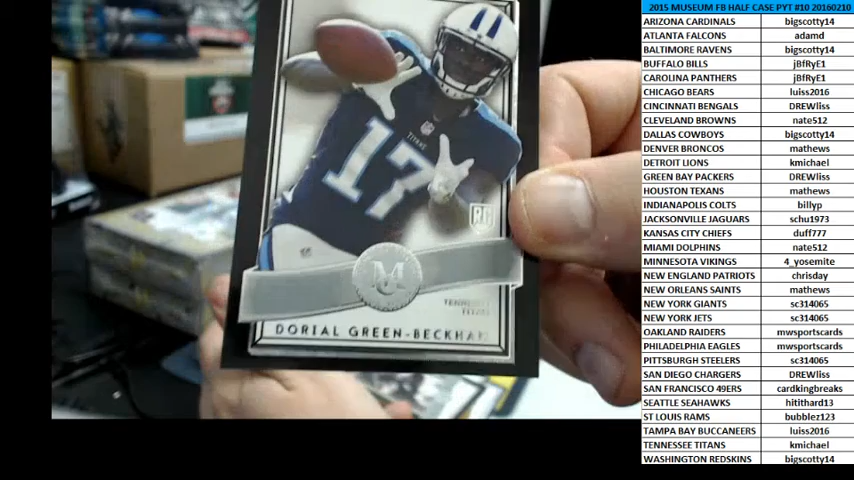 2015 MUSEUM FB HALF CASE PYT #10 20160210
ARIZONA CARDINALS bigscotty14
ATLANTA FALCONS adamd
BALTIMORE RAVENS bigscotty14
BUFFALO BILLS jBfRyE1
CAROLINA PANTHERS jBfRyE1
CHICAGO BEARS luiss2016
CINCINNATI BENGALS DREWliss
CLEVELAND BROWNS nate512
DALLAS COWBOYS bigscotty14
DENVER BRONCOS mathews
DETROIT LIONS kmichael
GREEN BAY PACKERS DREWliss
HOUSTON TEXANS mathews
INDIANAPOLIS COLTS billyp
JACKSONVILLE JAGUARS schu1973
KANSAS CITY CHIEFS duff777
MIAMI DOLPHINS nate512
MINNESOTA VIKINGS 4_yosemite
NEW ENGLAND PATRIOTS chrisday
NEW ORLEANS SAINTS mathews
NEW YORK GIANTS sc314065
NEW YORK JETS sc314065
OAKLAND RAIDERS mwsportscards
PHILADELPHIA EAGLES mwsportscards
PITTSBURGH STEELERS sc314065
SAN DIEGO CHARGERS DREWliss
SAN FRANCISCO 49ERS cardkingbreaks
SEATTLE SEAHAWKS hitithard13
ST LOUIS RAMS bubblez123
TAMPA BAY BUCCANEERS luiss2016
TENNESSEE TITANS kmichael
WASHINGTON REDSKINS bigscotty14
TITANS
17
RC
M
TENNESSEE
TITANS
DORIAL GREEN-BECKHAM